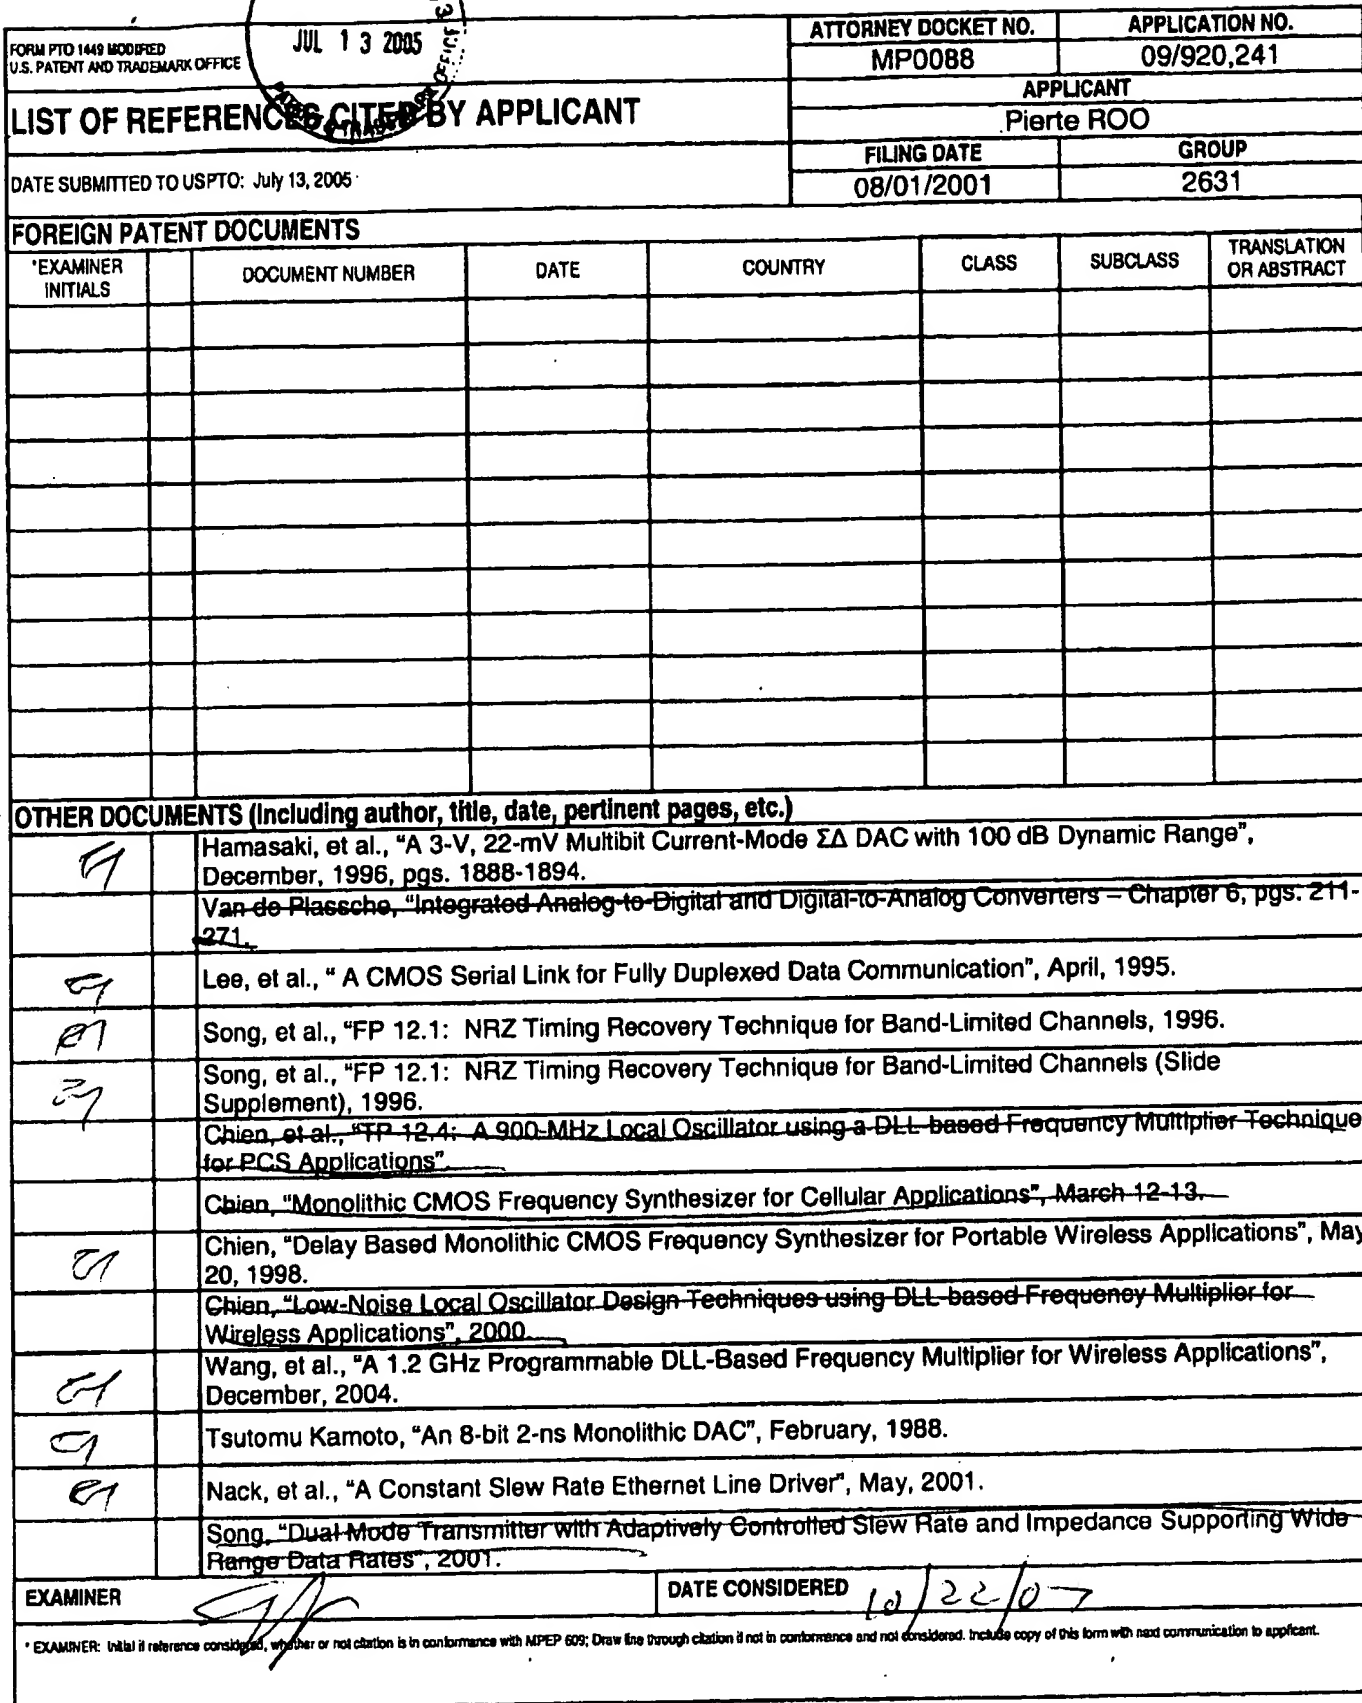 JUL 13 2005
FORM PTO 1449 MODIFIED
U.S. PATENT AND TRADEMARK OFFICE
ATTORNEY DOCKET NO.
APPLICATION NO.
MP0088
09/920,241
LIST OF REFERENCES CITED BY APPLICANT
APPLICANT
Pierte ROO
DATE SUBMITTED TO USPTO: July 13, 2005
FILING DATE
GROUP
08/01/2001
2631
FOREIGN PATENT DOCUMENTS
*EXAMINER
INITIALS
DOCUMENT NUMBER
DATE
COUNTRY
CLASS
SUBCLASS
TRANSLATION
OR ABSTRACT
OTHER DOCUMENTS (Including author, title, date, pertinent pages, etc.)
Hamasaki, et al., "A 3-V, 22-mV Multibit Current-Mode ΣΔ DAC with 100 dB Dynamic Range",
December, 1996, pgs. 1888-1894.
Van de Plassche, "Integrated Analog-to-Digital and Digital-to-Analog Converters – Chapter 6, pgs. 211-
271.
Lee, et al., " A CMOS Serial Link for Fully Duplexed Data Communication", April, 1995.
Song, et al., "FP 12.1: NRZ Timing Recovery Technique for Band-Limited Channels, 1996.
Song, et al., "FP 12.1: NRZ Timing Recovery Technique for Band-Limited Channels (Slide
Supplement), 1996.
Chien, et al., "TP 12.4: A 900-MHz Local Oscillator using a DLL-based Frequency Multiplier Technique
for PCS Applications".
Chien, "Monolithic CMOS Frequency Synthesizer for Cellular Applications", March 12-13.
Chien, "Delay Based Monolithic CMOS Frequency Synthesizer for Portable Wireless Applications", May
20, 1998.
Chien, "Low-Noise Local Oscillator Design Techniques using DLL-based Frequency Multiplier for
Wireless Applications", 2000.
Wang, et al., "A 1.2 GHz Programmable DLL-Based Frequency Multiplier for Wireless Applications",
December, 2004.
Tsutomu Kamoto, "An 8-bit 2-ns Monolithic DAC", February, 1988.
Nack, et al., "A Constant Slew Rate Ethernet Line Driver", May, 2001.
Song, "Dual Mode Transmitter with Adaptively Controlled Slew Rate and Impedance Supporting Wide
Range Data Rates", 2001.
EXAMINER
DATE CONSIDERED 10/22/07
* EXAMINER: Initial if reference considered, whether or not citation is in conformance with MPEP 609; Draw line through citation if not in conformance and not considered. Include copy of this form with next communication to applicant.